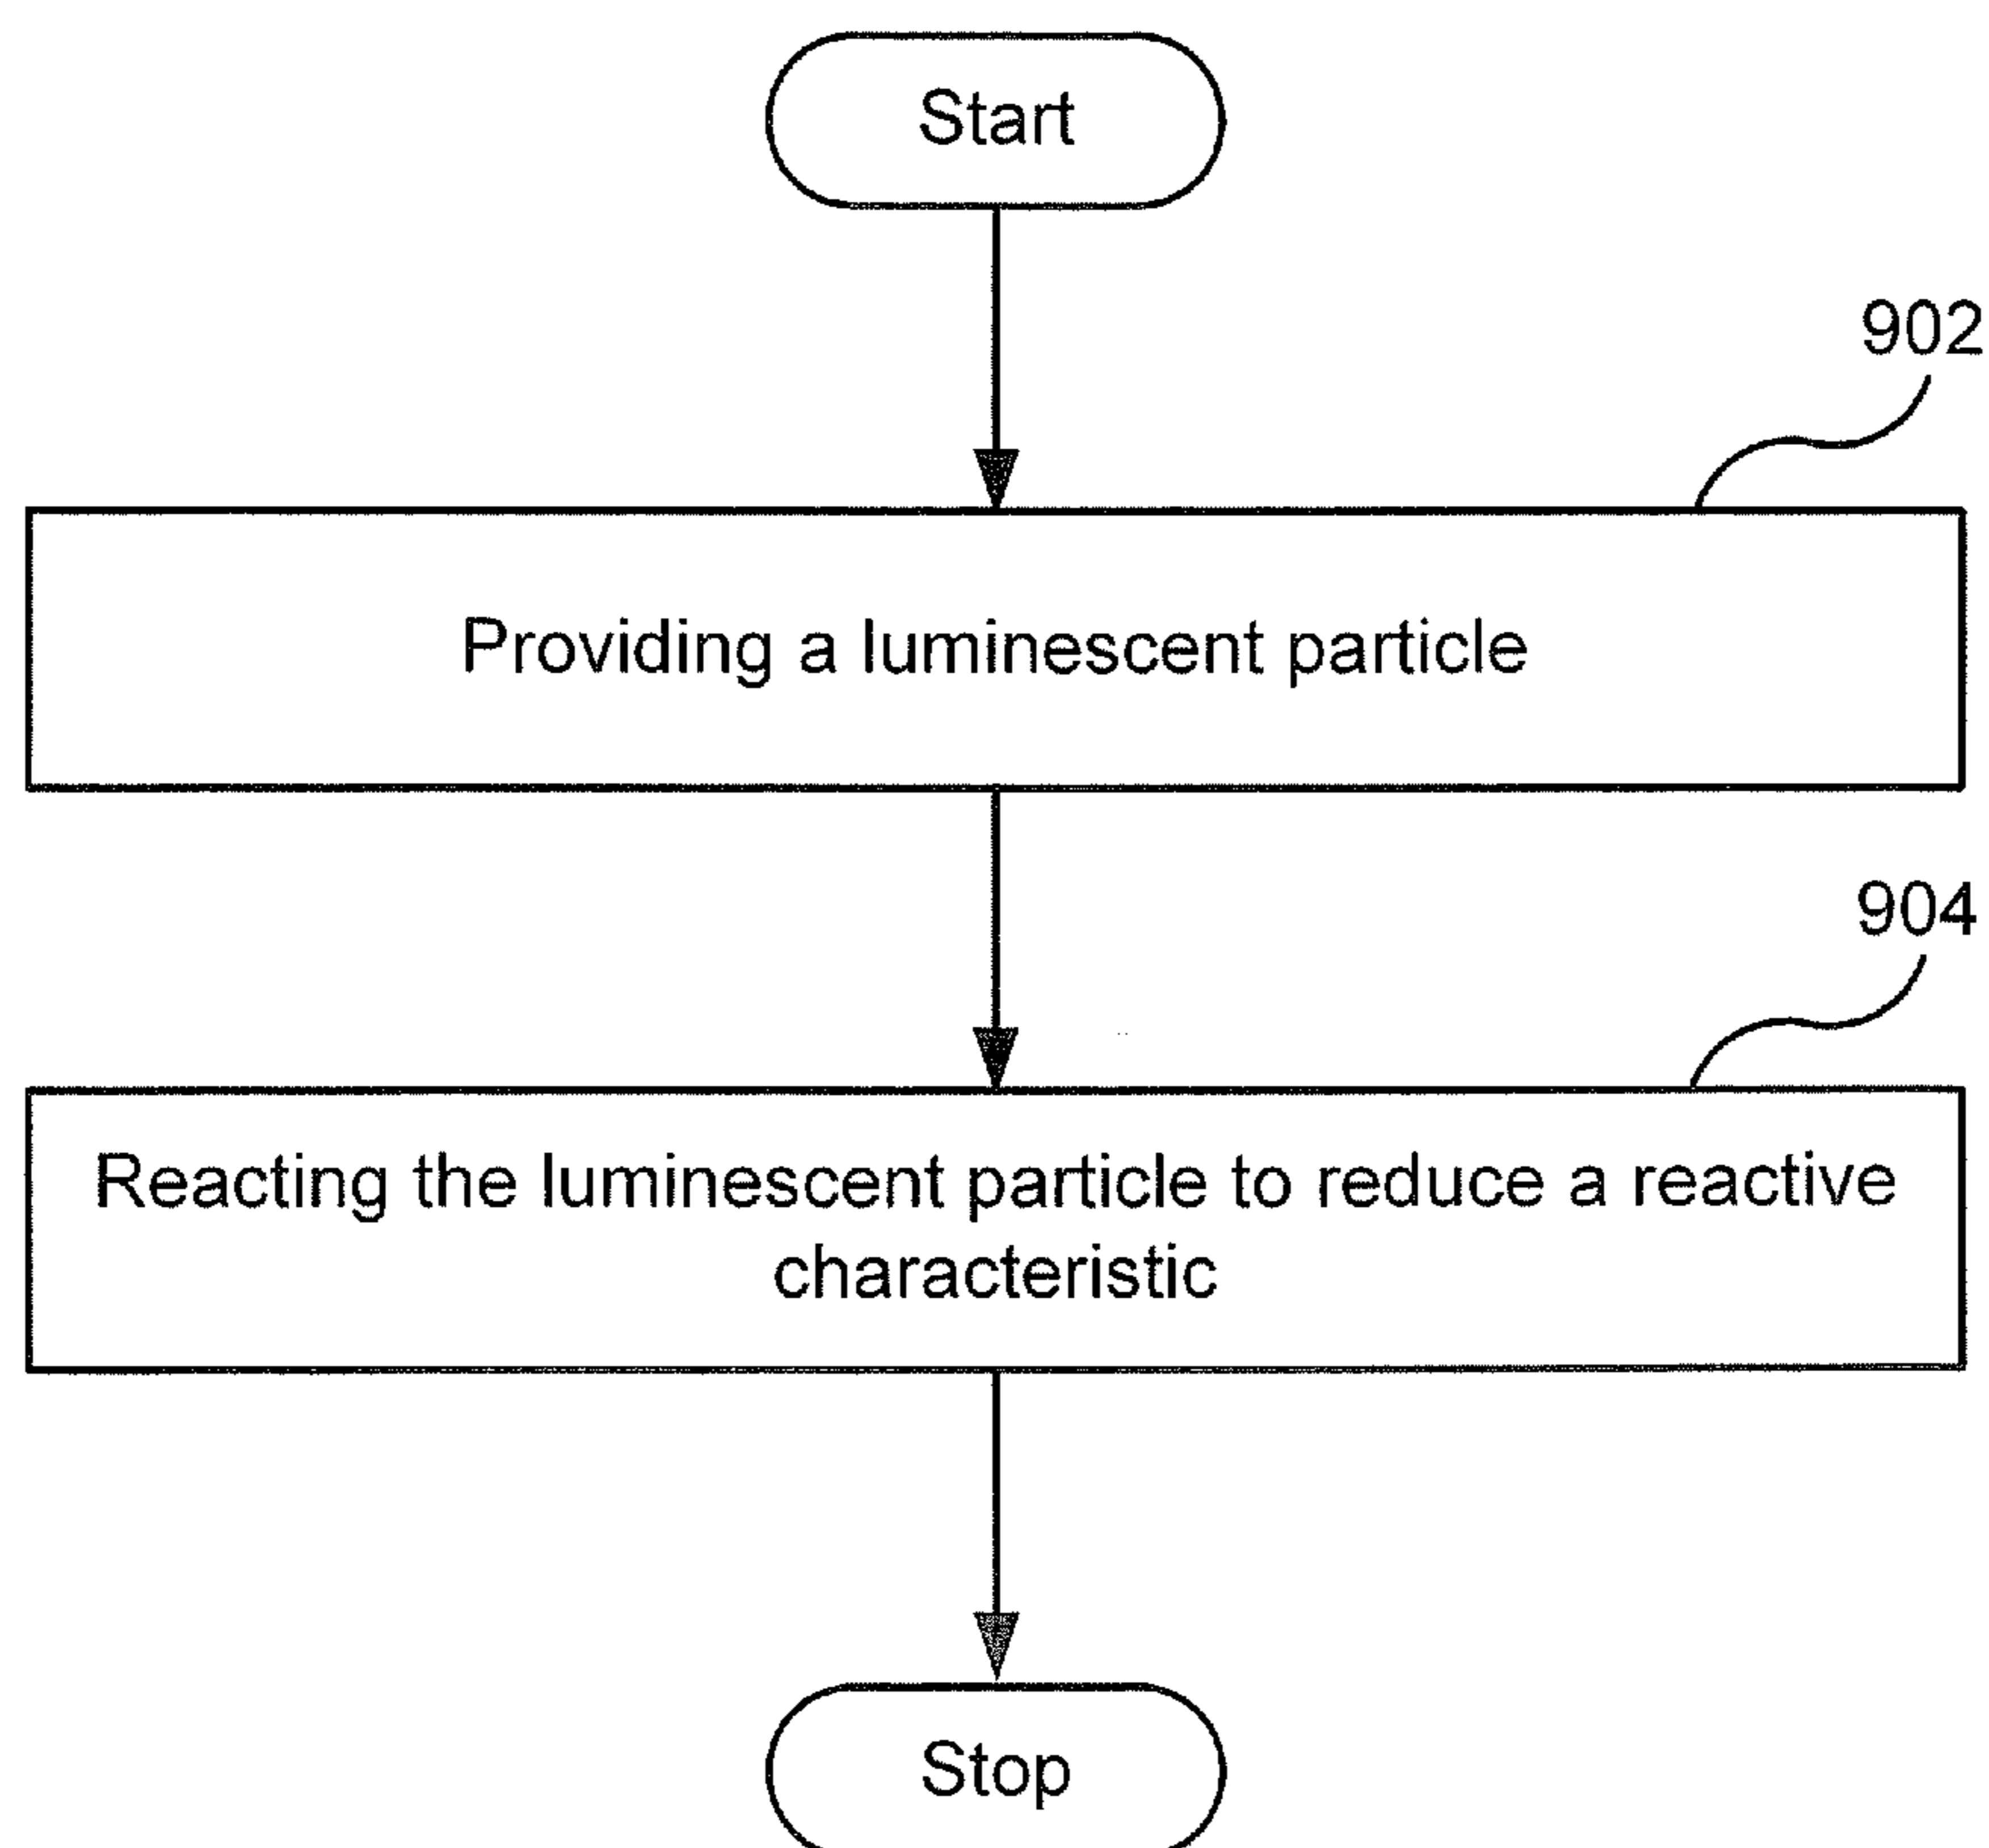 Start
902
Providing a luminescent particle
904
Reacting the luminescent particle to reduce a reactive
characteristic
Stop